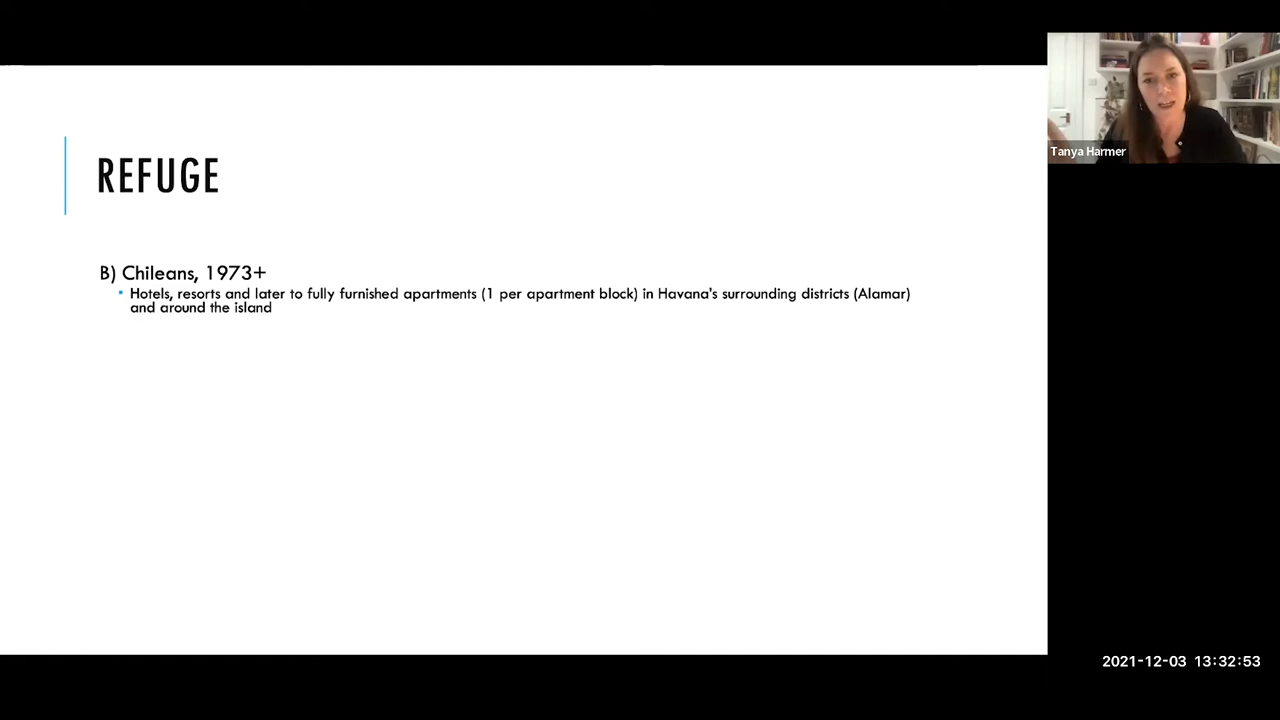 REFUGE
B) Chileans, 1973+
▪ Hotels, resorts and later to fully furnished apartments (1 per apartment block) in Havana's surrounding districts (Alamar)
and around the island
Tanya Harmer
2021-12-03 13:32:53